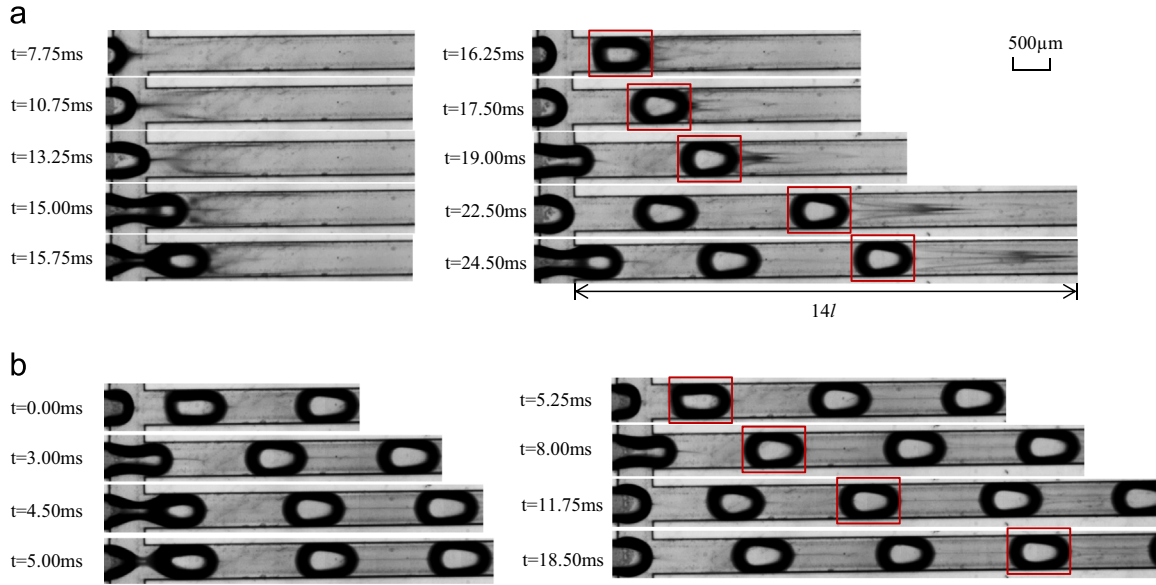 a
t=7.75ms
t=10.75ms
t=13.25ms
t=15.00ms
t=15.75ms
t=16.25ms
t=17.50ms
t=19.00ms
t=22.50ms
t=24.50ms
500µm
14l
b
t=0.00ms
t=3.00ms
t=4.50ms
t=5.00ms
t=5.25ms
t=8.00ms
t=11.75ms
t=18.50ms